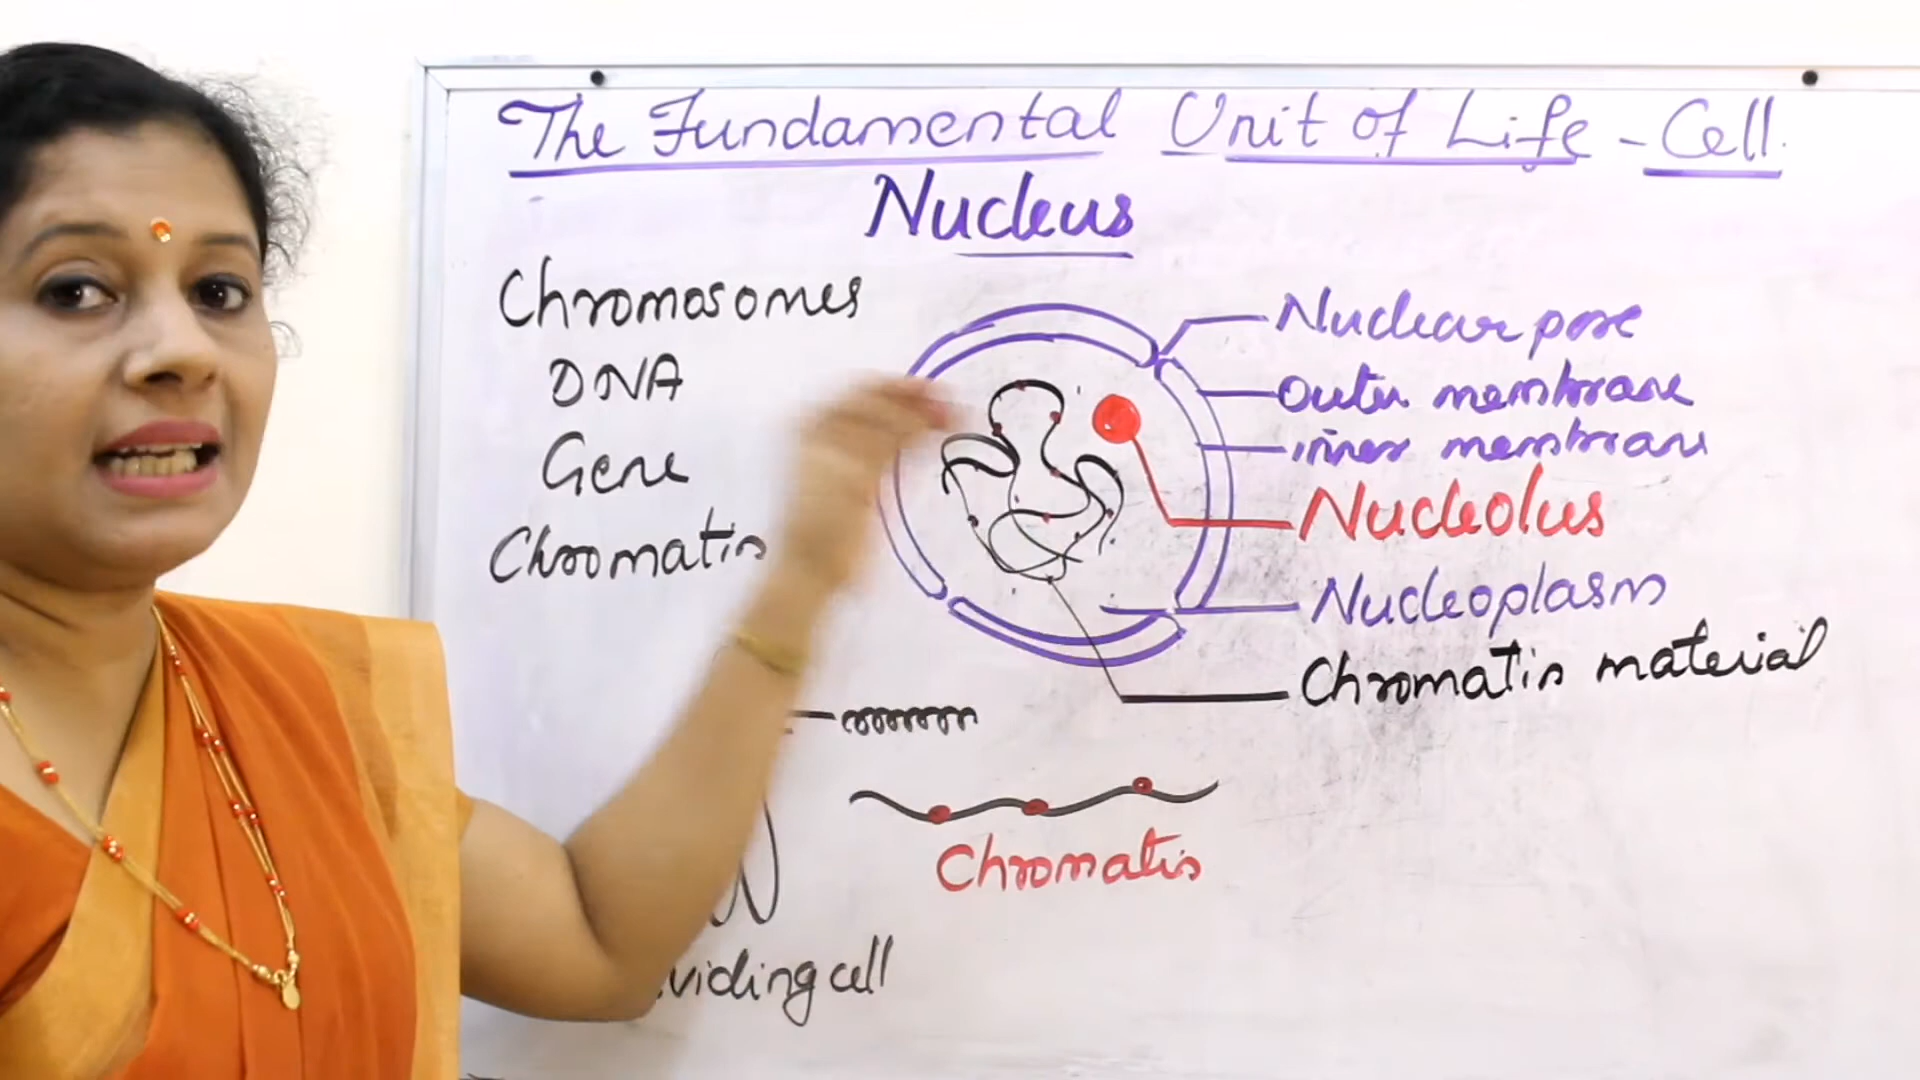 The Fundamental Unit of Life - Cell.
Nucleus
Chromosomes
DNA
Gene
Chromatin
Nuclear pore
Outer membrane
inner membrane
Nucleolus
Nucleoplasm
Chromatin material
Chromatin
viding cell